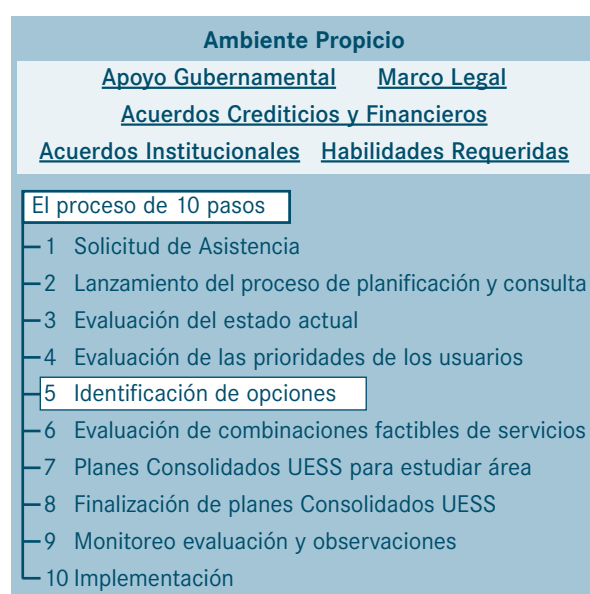 Ambiente Propicio
Apoyo Gubernamental Marco Legal
Acuerdos Crediticios y Financieros
Acuerdos Institucionales Habilidades Requeridas
El proceso de 10 pasos
1 Solicitud de Asistencia
2 Lanzamiento del proceso de planificación y consulta
3 Evaluación del estado actual
4 Evaluación de las prioridades de los usuarios
5 Identificación de opciones
6 Evaluación de combinaciones factibles de servicios
7 Planes Consolidados UESS para estudiar área
8 Finalización de planes Consolidados UESS
9 Monitoreo evaluación y observaciones
10 Implementación